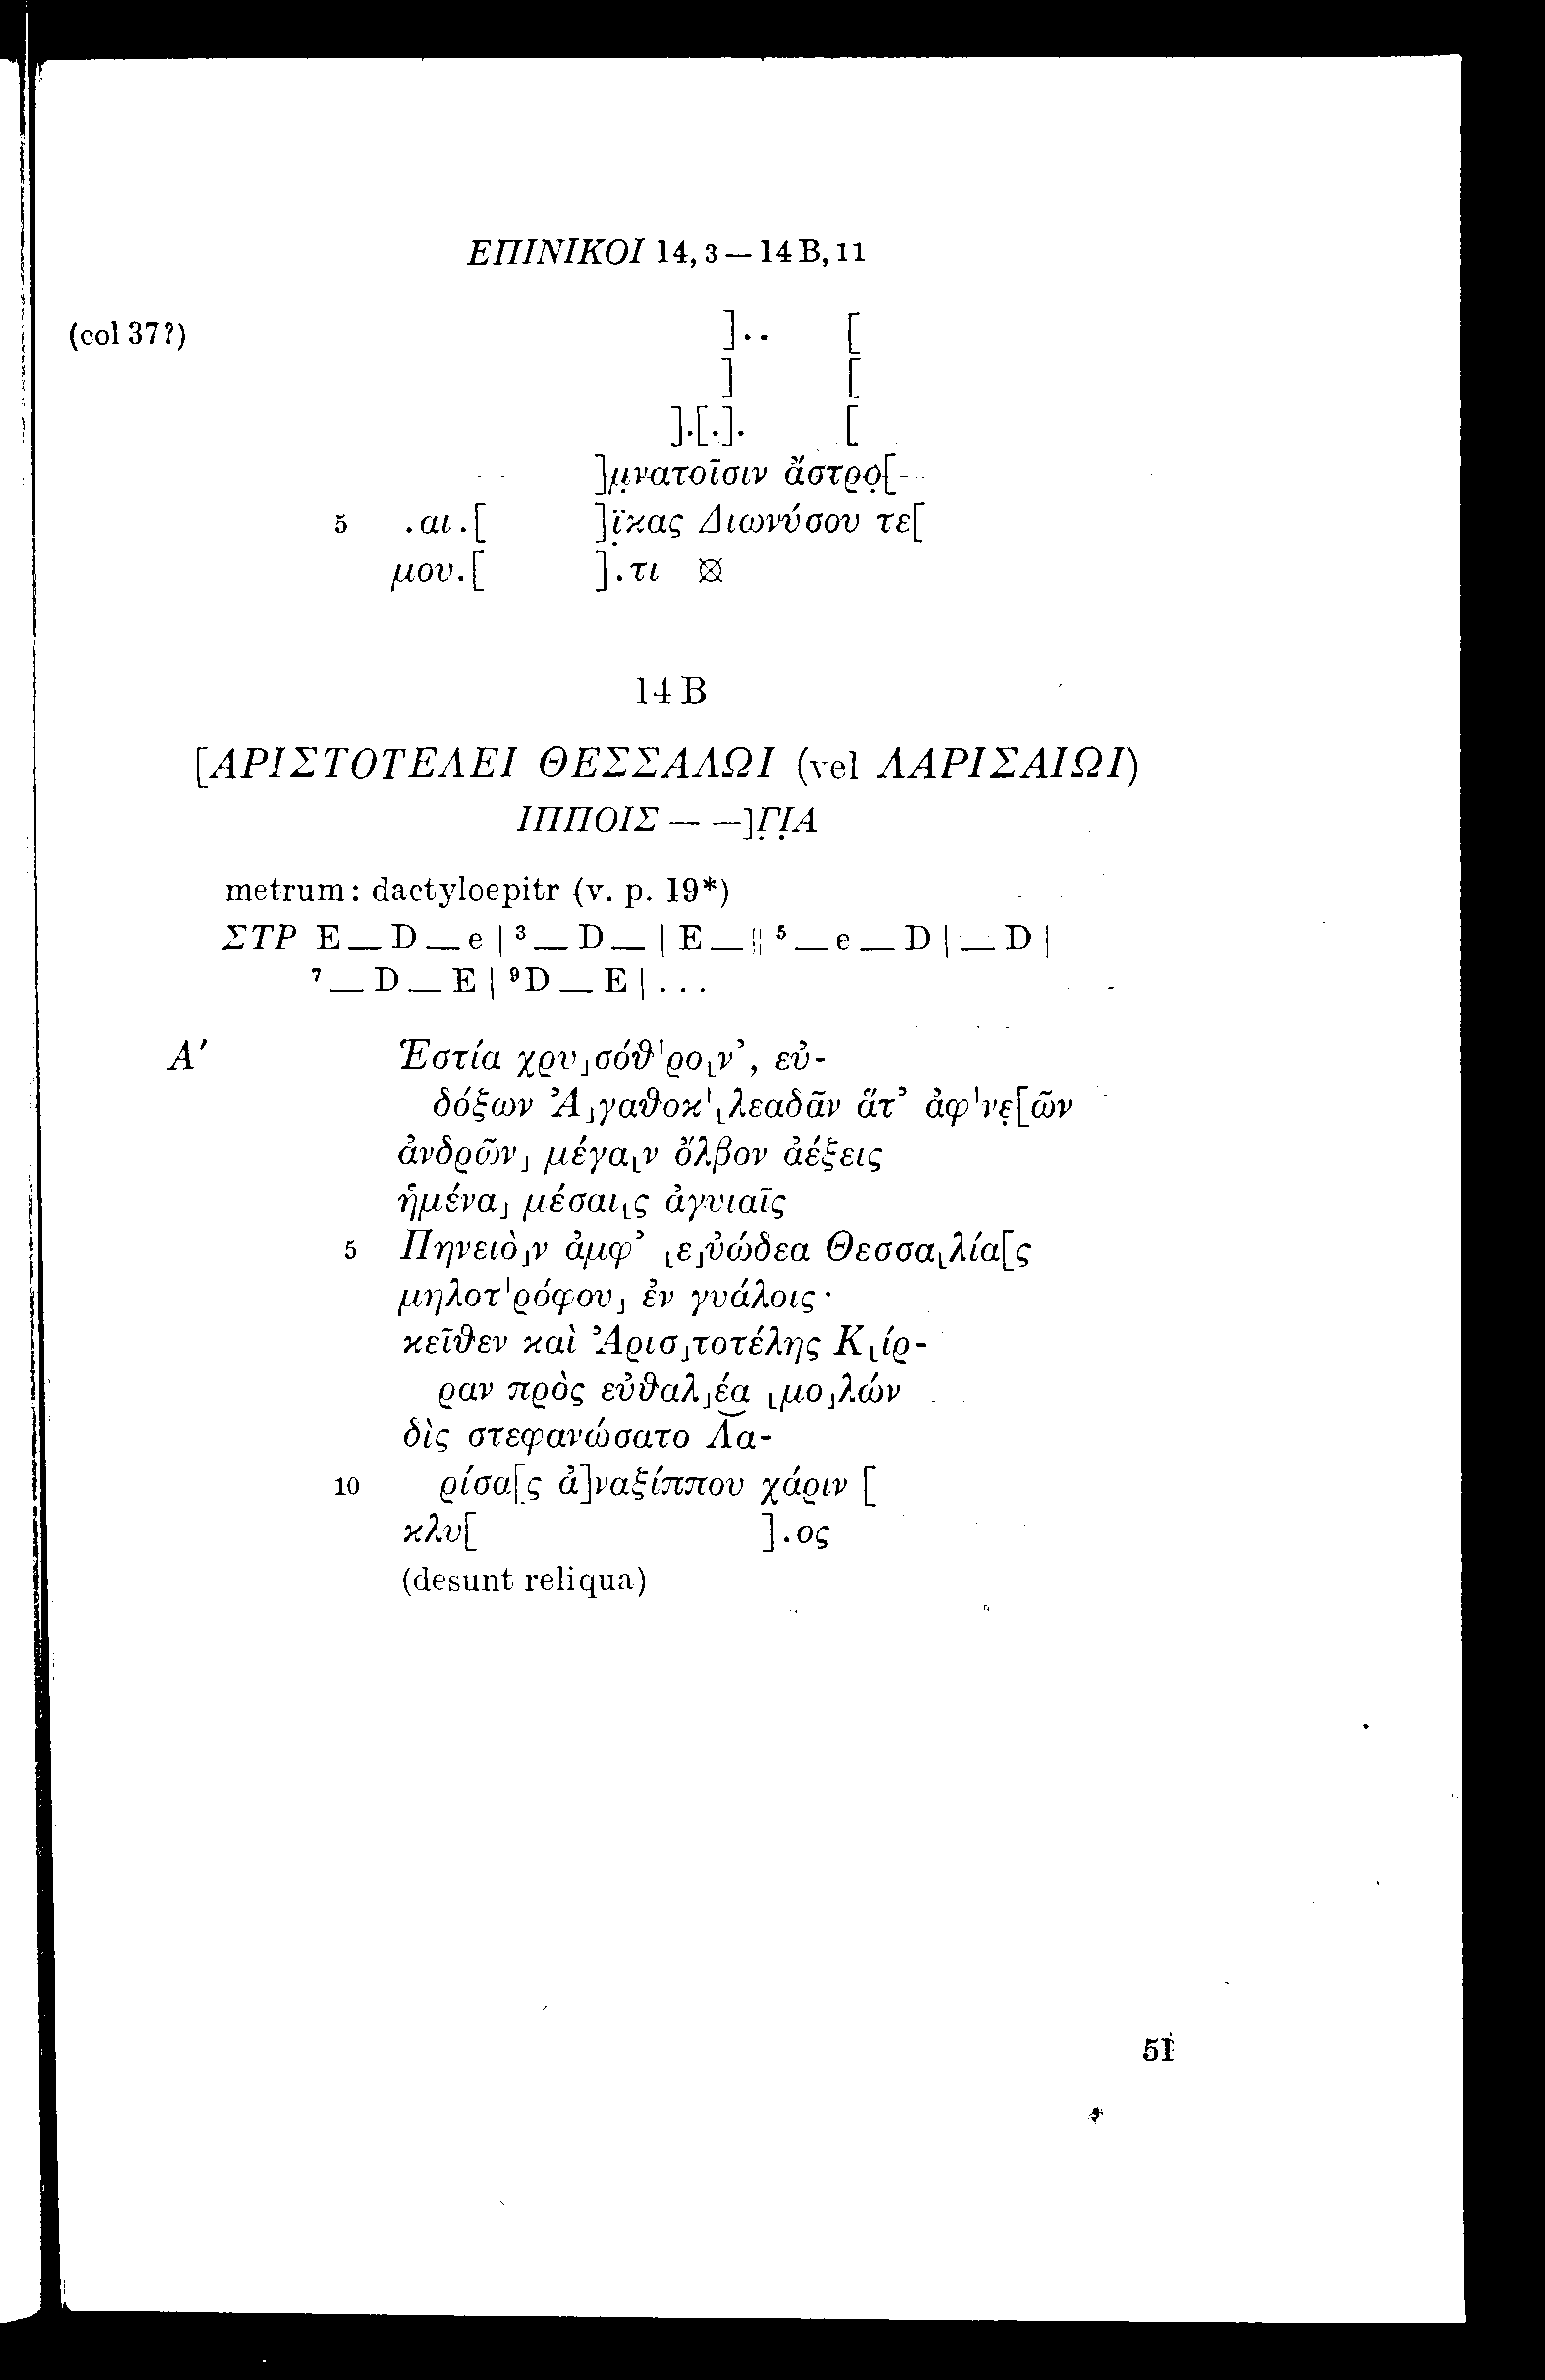 ΕΠΙΝΙΚΟΙ 14, 3 — 14 B, 11
(col 37?) ].. [
] [
].[.]. [
]μ̣νατοῖσιν ἄστρο̣[
5 .αι.[ ]ϊ̣κας Διωνύσου τε[
μου.[ ].τι ⊗
14 B
[ΑΡΙΣΤΟΤΕΛΕΙ ΘΕΣΣΑΛΩΙ (vel ΛΑΡΙΣΑΙΩΙ)
ΙΠΠΟΙΣ — —]Γ̣Ι̣Α
metrum: dactyloepitr (v. p. 19*)
ΣΤΡ E — D — e | ³ — D — | E — ¦¦ ⁵ — e — D | — D |
⁷ — D — E | ⁹D — E | . . .
Α′ Ἑστία χρυ⌟σόθ'ρο⌞ν’, εὐ-
δόξων Ἀ⌟γαθοκ'⌞λεαδᾶν ἅτ’ ἀφ'νε̣[ῶν
ἀνδρῶν⌟ μέγα⌞ν ὄλβον ἀέξεις
ἡμένα⌟ μέσαι⌞ς ἀγυιαῖς
5 Πηνειὸ⌟ν ἀμφ’ ⌞ε⌟ὐώδεα Θεσσα⌞λία[ς
μηλοτ'ρόφου⌟ ἐν γυάλοις·
κεῖθεν καὶ Ἀρισ⌟τοτέλης Κ⌞ίρ-
ραν πρὸς εὐθαλ⌟έα ⌞μο⌟λών
δὶς στεφανώσατο Λα-
10 ρίσα[ς ἀ]ναξίππου χάριν [
κλυ[ ].ος
(desunt reliqua)
51